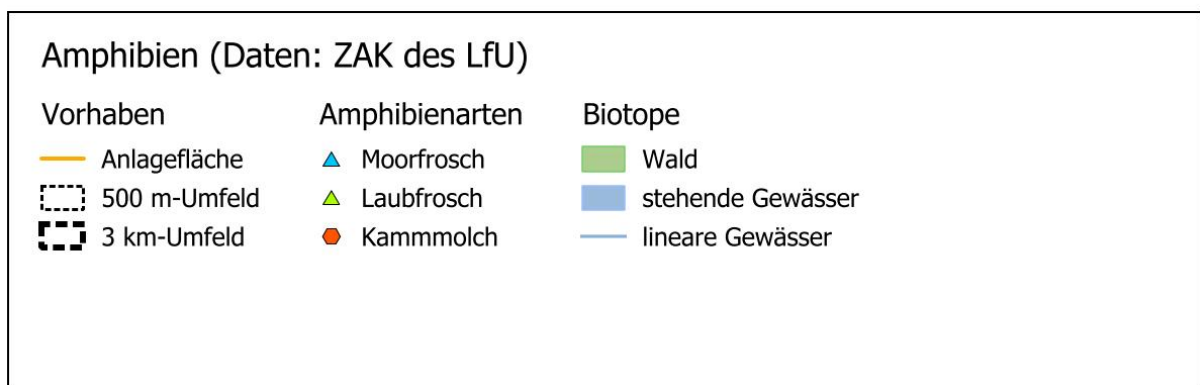 Amphibien (Daten: ZAK des LfU)
Vorhaben
Anlagefläche
500 m-Umfeld
3 km-Umfeld
Amphibienarten
Moorfrosch
Laubfrosch
Kammmolch
Biotope
Wald
stehende Gewässer
lineare Gewässer